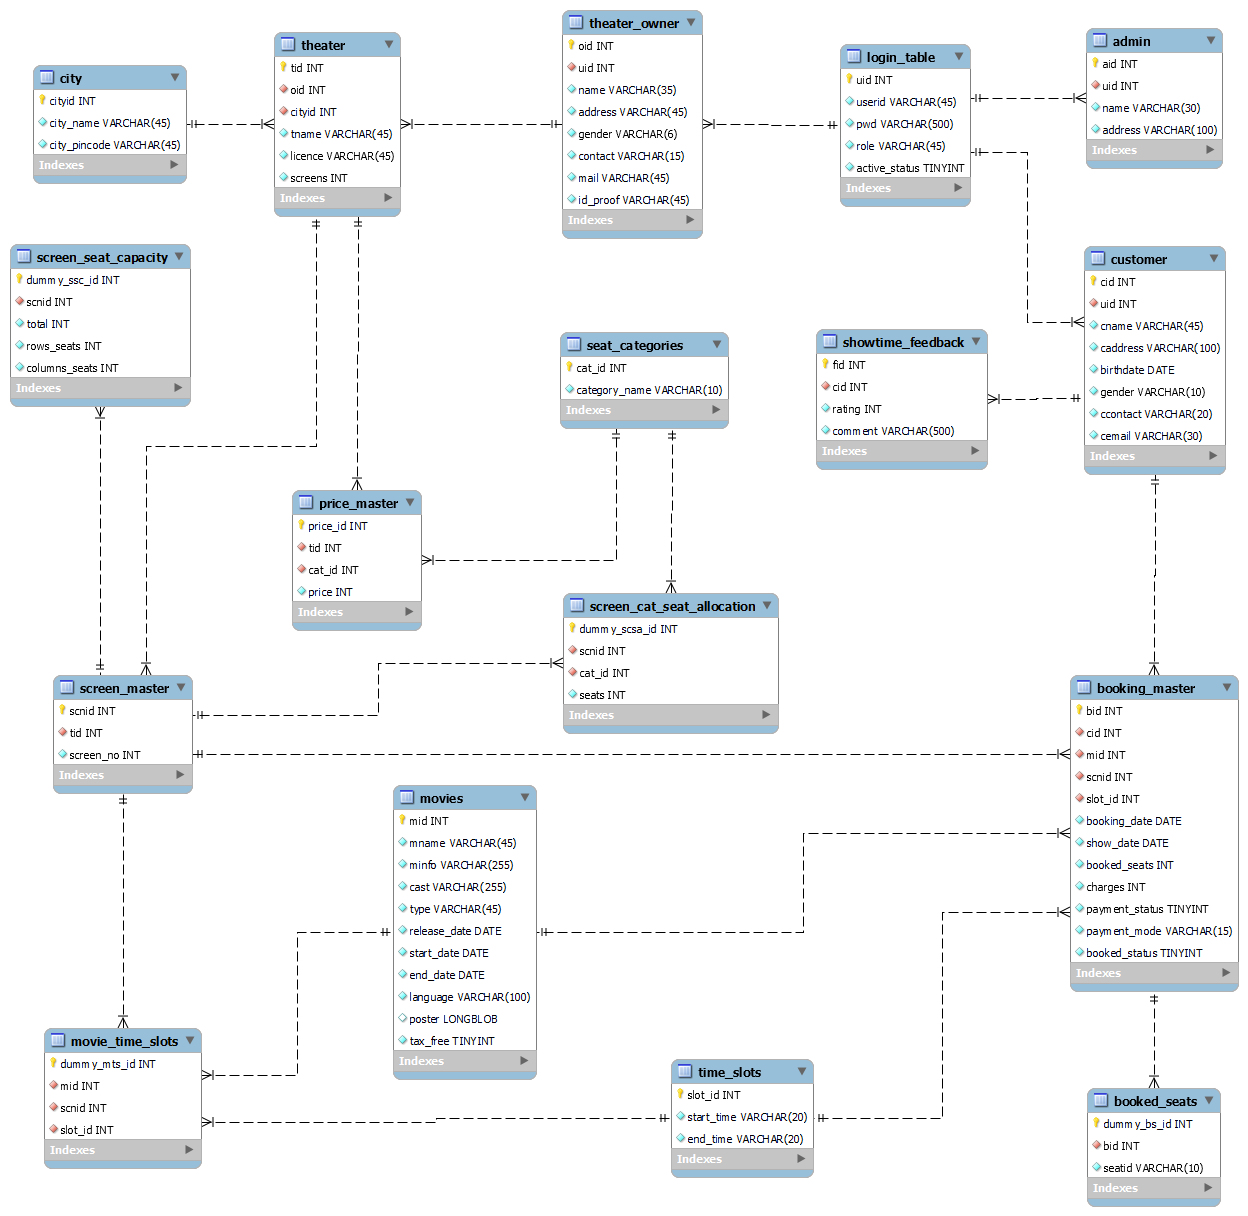 city
cityid INT
city_name VARCHAR(45)
city_pincode VARCHAR(45)
Indexes
theater
tid INT
oid INT
cityid INT
tname VARCHAR(45)
licence VARCHAR(45)
screens INT
Indexes
theater_owner
oid INT
uid INT
name VARCHAR(35)
address VARCHAR(45)
gender VARCHAR(6)
contact VARCHAR(15)
mail VARCHAR(45)
id_proof VARCHAR(45)
Indexes
login_table
uid INT
userid VARCHAR(45)
pwd VARCHAR(500)
role VARCHAR(45)
active_status TINYINT
Indexes
admin
aid INT
uid INT
name VARCHAR(30)
address VARCHAR(100)
Indexes
screen_seat_capacity
dummy_ssc_id INT
scnid INT
total INT
rows_seats INT
columns_seats INT
Indexes
seat_categories
cat_id INT
category_name VARCHAR(10)
Indexes
showtime_feedback
fid INT
cid INT
rating INT
comment VARCHAR(500)
Indexes
customer
cid INT
uid INT
cname VARCHAR(45)
caddress VARCHAR(100)
birthdate DATE
gender VARCHAR(10)
ccontact VARCHAR(20)
cemail VARCHAR(30)
Indexes
price_master
price_id INT
tid INT
cat_id INT
price INT
Indexes
screen_cat_seat_allocation
dummy_scsa_id INT
scnid INT
cat_id INT
seats INT
Indexes
screen_master
scnid INT
tid INT
screen_no INT
Indexes
movies
mid INT
mname VARCHAR(45)
minfo VARCHAR(255)
cast VARCHAR(255)
type VARCHAR(45)
release_date DATE
start_date DATE
end_date DATE
language VARCHAR(100)
poster LONGBLOB
tax_free TINYINT
Indexes
booking_master
bid INT
cid INT
mid INT
scnid INT
slot_id INT
booking_date DATE
show_date DATE
booked_seats INT
charges INT
payment_status TINYINT
payment_mode VARCHAR(15)
booked_status TINYINT
Indexes
movie_time_slots
dummy_mts_id INT
mid INT
scnid INT
slot_id INT
Indexes
time_slots
slot_id INT
start_time VARCHAR(20)
end_time VARCHAR(20)
Indexes
booked_seats
dummy_bs_id INT
bid INT
seatid VARCHAR(10)
Indexes